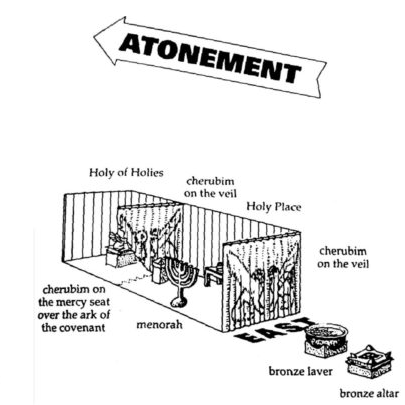 ATONEMENT
Holy of Holies
cherubim
on the veil
Holy Place
cherubim
on the veil
cherubim on
the mercy seat
over the ark of
the covenant
menorah
EAST
bronze laver
bronze altar